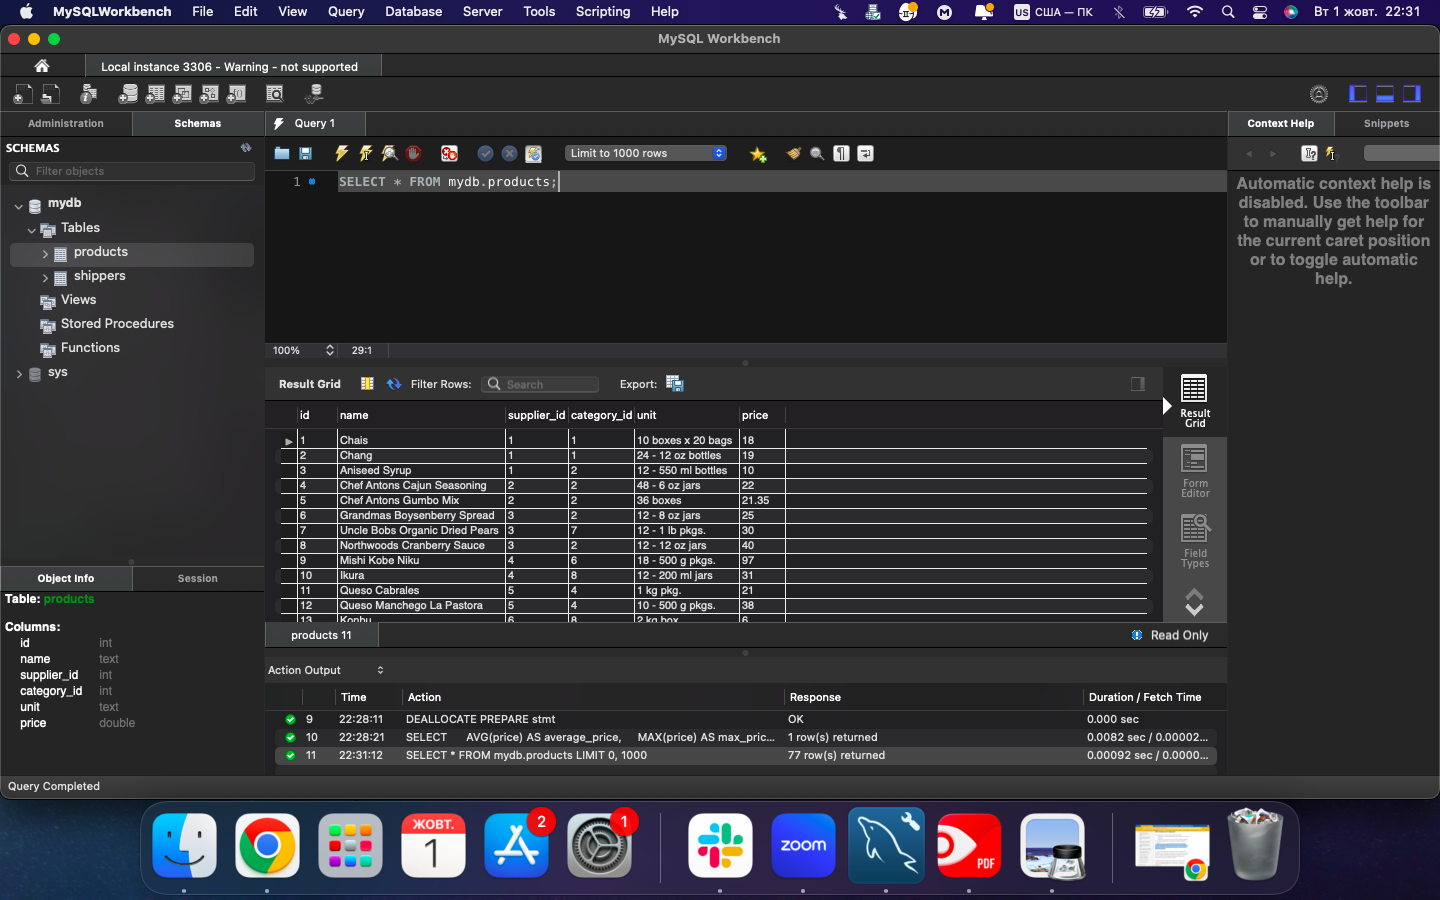 MySQLWorkbench File Edit View Query Database Server Tools Scripting Help US США — ПК Вт 1 жовт. 22:31
MySQL Workbench
Local instance 3306 - Warning - not supported
Administration Schemas Query 1 Context Help Snippets
SCHEMAS
Filter objects
Limit to 1000 rows
1 SELECT * FROM mydb.products;
mydb
Tables
products
shippers
Views
Stored Procedures
Functions
sys
Automatic context help is
disabled. Use the toolbar
to manually get help for
the current caret position
or to toggle automatic
help.
100% 29:1
Result Grid Filter Rows: Search Export:
id name supplier_id category_id unit price
1 Chais 1 1 10 boxes x 20 bags 18
2 Chang 1 1 24 - 12 oz bottles 19
3 Aniseed Syrup 1 2 12 - 550 ml bottles 10
4 Chef Antons Cajun Seasoning 2 2 48 - 6 oz jars 22
5 Chef Antons Gumbo Mix 2 2 36 boxes 21.35
6 Grandmas Boysenberry Spread 3 2 12 - 8 oz jars 25
7 Uncle Bobs Organic Dried Pears 3 7 12 - 1 lb pkgs. 30
8 Northwoods Cranberry Sauce 3 2 12 - 12 oz jars 40
9 Mishi Kobe Niku 4 6 18 - 500 g pkgs. 97
10 Ikura 4 8 12 - 200 ml jars 31
11 Queso Cabrales 5 4 1 kg pkg. 21
12 Queso Manchego La Pastora 5 4 10 - 500 g pkgs. 38
13 Konbu 6 8 2 kg box 6
Result
Grid
Form
Editor
Field
Types
products 11 Read Only
Object Info Session
Table: products
Columns:
id int
name text
supplier_id int
category_id int
unit text
price double
Action Output
Time Action Response Duration / Fetch Time
9 22:28:11 DEALLOCATE PREPARE stmt OK 0.000 sec
10 22:28:21 SELECT AVG(price) AS average_price, MAX(price) AS max_pric... 1 row(s) returned 0.0082 sec / 0.00002...
11 22:31:12 SELECT * FROM mydb.products LIMIT 0, 1000 77 row(s) returned 0.00092 sec / 0.0000...
Query Completed
ЖОВТ.
1
2
1
zoom
PDF